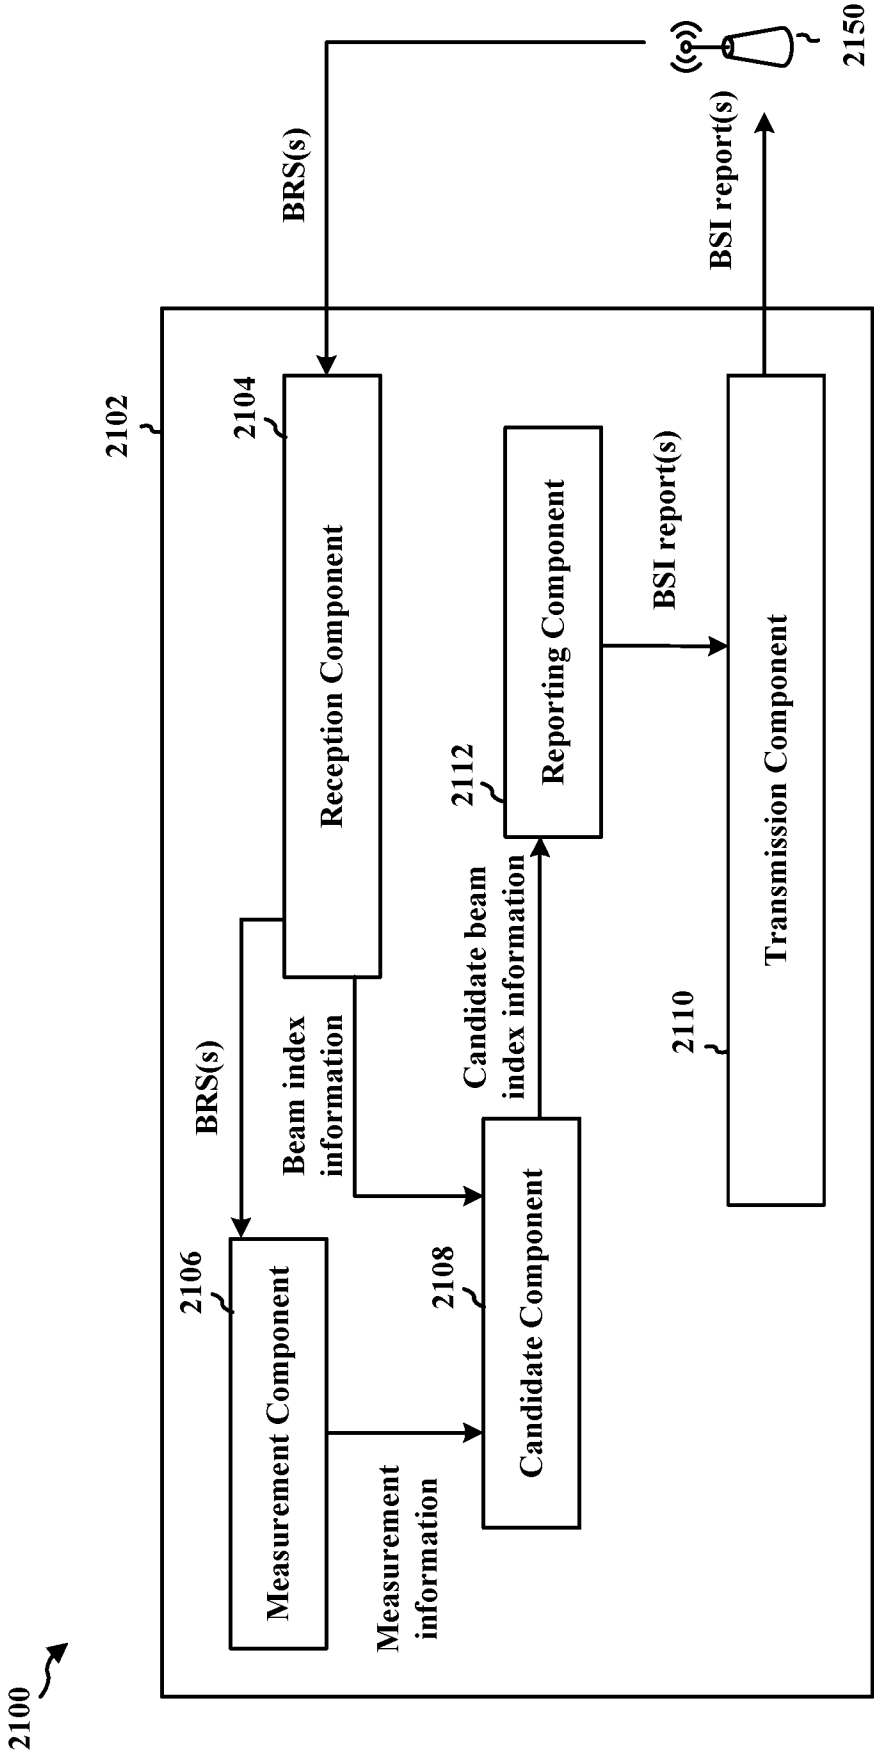 2100
2102
2106
Measurement Component
BRS(s)
2104
Reception Component
BRS(s)
2150
Measurement
information
Beam index
information
2108
Candidate Component
Candidate beam
index information
2112
Reporting Component
BSI report(s)
2110
Transmission Component
BSI report(s)